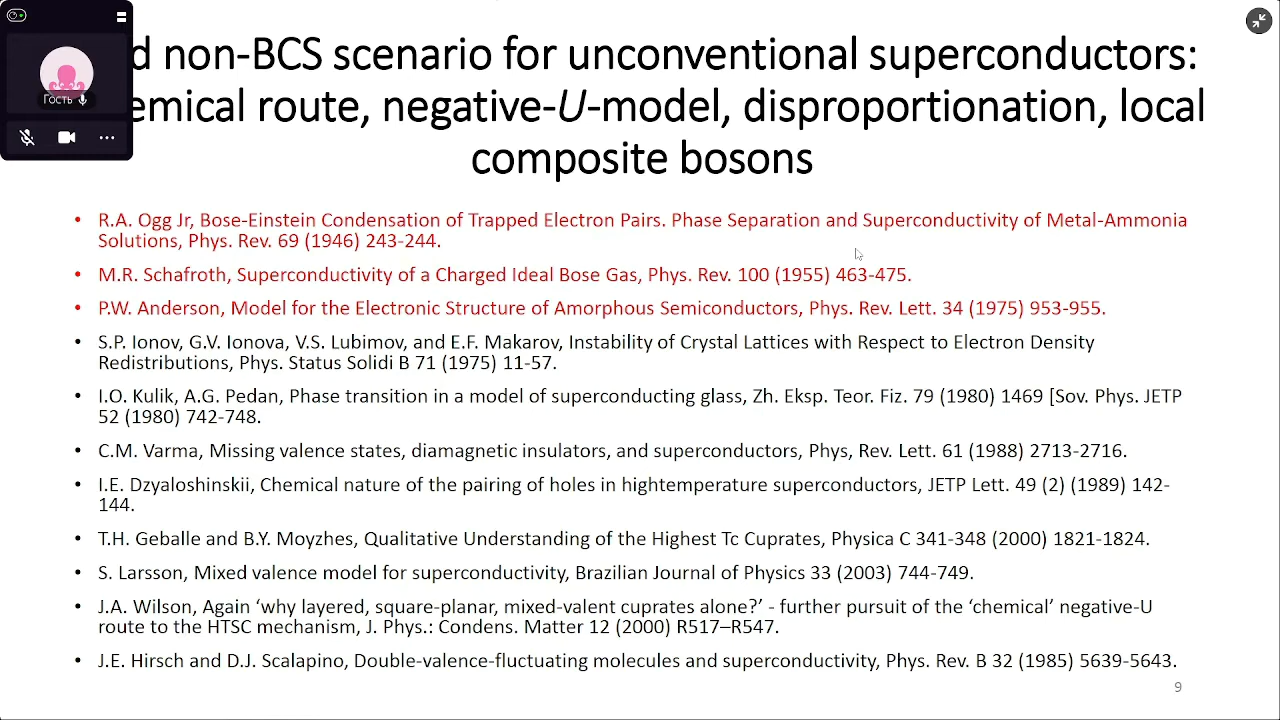 d non-BCS scenario for unconventional superconductors:
emical route, negative-U-model, disproportionation, local
composite bosons
Гость
• R.A. Ogg Jr, Bose-Einstein Condensation of Trapped Electron Pairs. Phase Separation and Superconductivity of Metal-Ammonia
Solutions, Phys. Rev. 69 (1946) 243-244.
• M.R. Schafroth, Superconductivity of a Charged Ideal Bose Gas, Phys. Rev. 100 (1955) 463-475.
• P.W. Anderson, Model for the Electronic Structure of Amorphous Semiconductors, Phys. Rev. Lett. 34 (1975) 953-955.
• S.P. Ionov, G.V. Ionova, V.S. Lubimov, and E.F. Makarov, Instability of Crystal Lattices with Respect to Electron Density
Redistributions, Phys. Status Solidi B 71 (1975) 11-57.
• I.O. Kulik, A.G. Pedan, Phase transition in a model of superconducting glass, Zh. Eksp. Teor. Fiz. 79 (1980) 1469 [Sov. Phys. JETP
52 (1980) 742-748.
• C.M. Varma, Missing valence states, diamagnetic insulators, and superconductors, Phys, Rev. Lett. 61 (1988) 2713-2716.
• I.E. Dzyaloshinskii, Chemical nature of the pairing of holes in hightemperature superconductors, JETP Lett. 49 (2) (1989) 142-
144.
• T.H. Geballe and B.Y. Moyzhes, Qualitative Understanding of the Highest Tc Cuprates, Physica C 341-348 (2000) 1821-1824.
• S. Larsson, Mixed valence model for superconductivity, Brazilian Journal of Physics 33 (2003) 744-749.
• J.A. Wilson, Again ‘why layered, square-planar, mixed-valent cuprates alone?’ - further pursuit of the ‘chemical’ negative-U
route to the HTSC mechanism, J. Phys.: Condens. Matter 12 (2000) R517–R547.
• J.E. Hirsch and D.J. Scalapino, Double-valence-fluctuating molecules and superconductivity, Phys. Rev. B 32 (1985) 5639-5643.
9